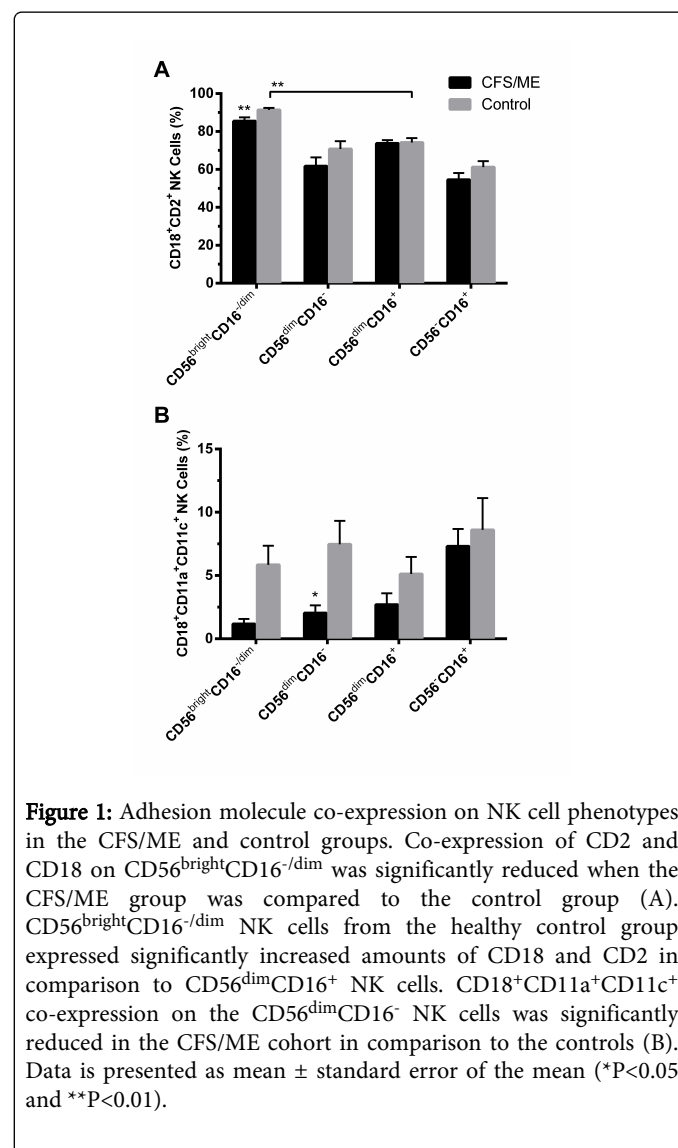 A
**
**
CFS/ME
Control
CD18⁺CD2⁺ NK Cells (%)
100
80
60
40
20
0
CD56ᵇʳⁱᵍʰᵗCD16⁻/ᵈⁱᵐ
CD56ᵈⁱᵐCD16⁻
CD56ᵈⁱᵐCD16⁺
CD56⁻CD16⁺
B
CD18⁺CD11a⁺CD11c⁺ NK Cells (%)
15
10
5
0
*
CD56ᵇʳⁱᵍʰᵗCD16⁻/ᵈⁱᵐ
CD56ᵈⁱᵐCD16⁻
CD56ᵈⁱᵐCD16⁺
CD56⁻CD16⁺
Figure 1: Adhesion molecule co-expression on NK cell phenotypes
in the CFS/ME and control groups. Co-expression of CD2 and
CD18 on CD56ᵇʳⁱᵍʰᵗCD16⁻/ᵈⁱᵐ was significantly reduced when the
CFS/ME group was compared to the control group (A).
CD56ᵇʳⁱᵍʰᵗCD16⁻/ᵈⁱᵐ NK cells from the healthy control group
expressed significantly increased amounts of CD18 and CD2 in
comparison to CD56ᵈⁱᵐCD16⁺ NK cells. CD18⁺CD11a⁺CD11c⁺
co-expression on the CD56ᵈⁱᵐCD16⁻ NK cells was significantly
reduced in the CFS/ME cohort in comparison to the controls (B).
Data is presented as mean ± standard error of the mean (*P<0.05
and **P<0.01).